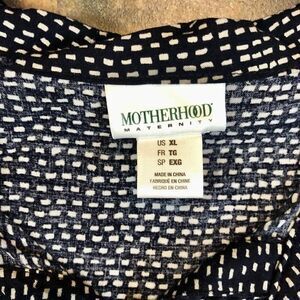 MOTHERHOOD
MATERNITY
US XL
FR TG
SP EXG
MADE IN CHINA
FABRIQUÉ EN CHINE
HECHO EN CHINA